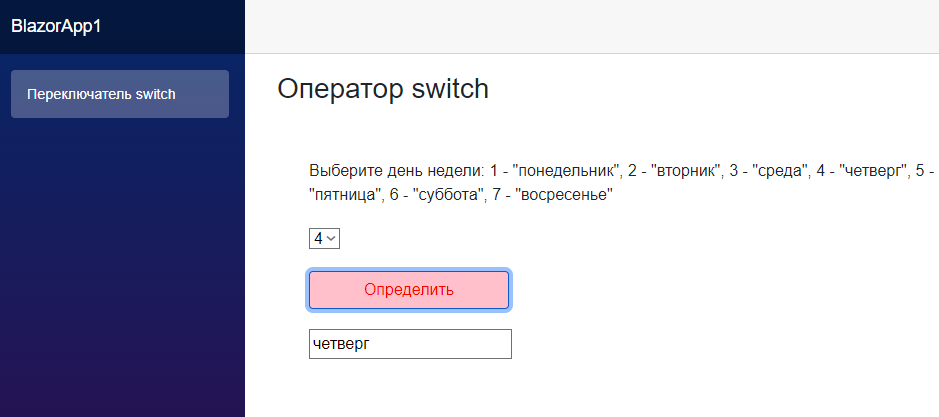 BlazorApp1
Переключатель switch
Оператор switch
Выберите день недели: 1 - "понедельник", 2 - "вторник", 3 - "среда", 4 - "четверг", 5 -
"пятница", 6 - "суббота", 7 - "восресенье"
4
Определить
четверг